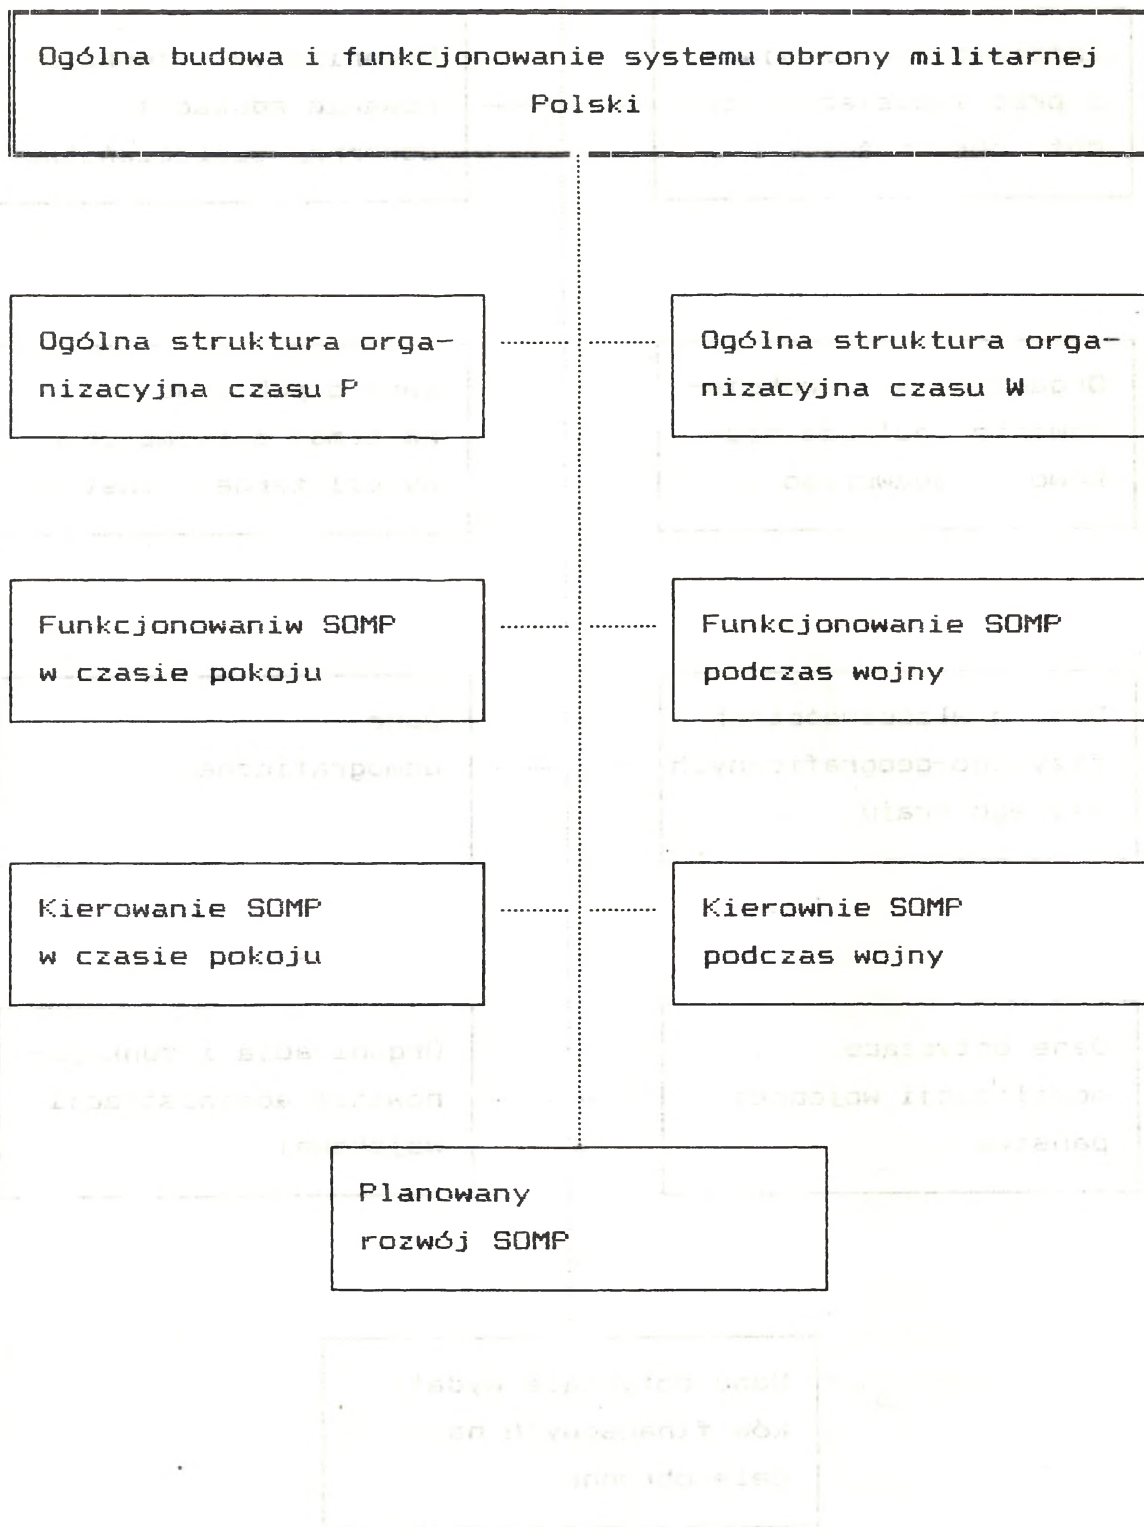 Ogólna budowa i funkcjonowanie systemu obrony militarnej
Polski
Ogólna struktura orga-
nizacyjna czasu P
Ogólna struktura orga-
nizacyjna czasu W
Funkcjonowaniw SOMP
w czasie pokoju
Funkcjonowanie SOMP
podczas wojny
Kierowanie SOMP
w czasie pokoju
Kierownie SOMP
podczas wojny
Planowany
rozwój SOMP